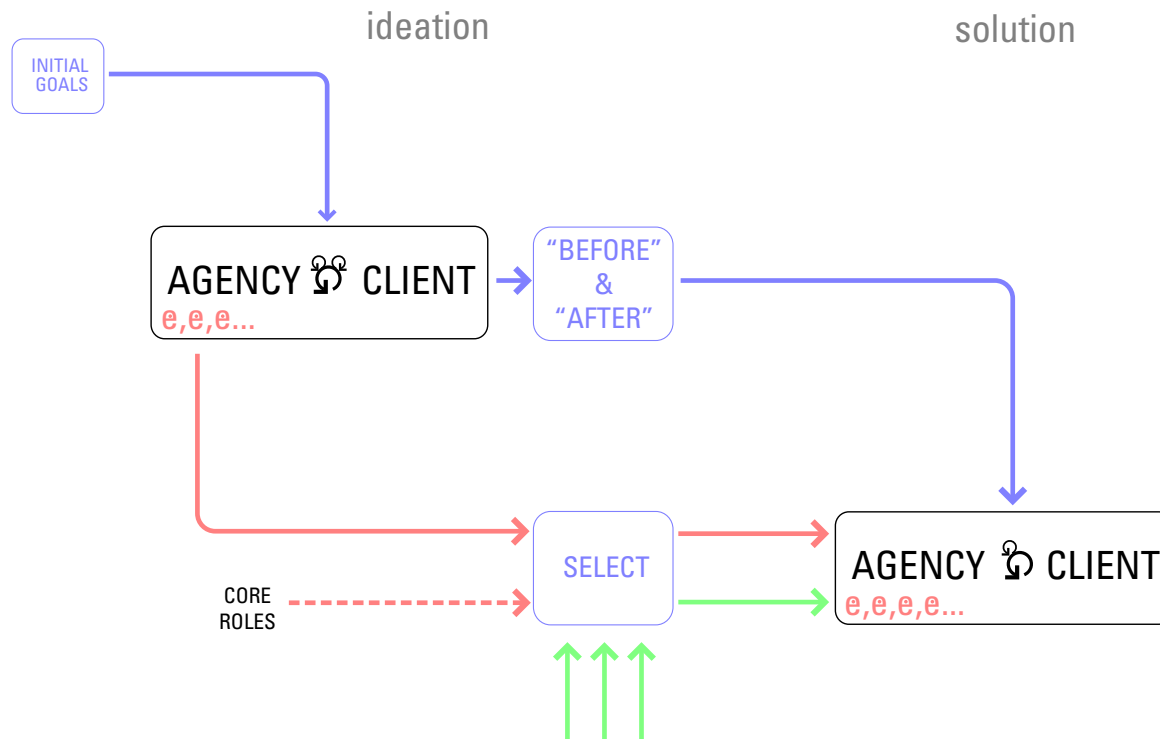 ideation
solution
INITIAL
GOALS
AGENCY CLIENT
e,e,e...
“BEFORE”
&
“AFTER”
SELECT
CORE
ROLES
AGENCY CLIENT
e,e,e,e...